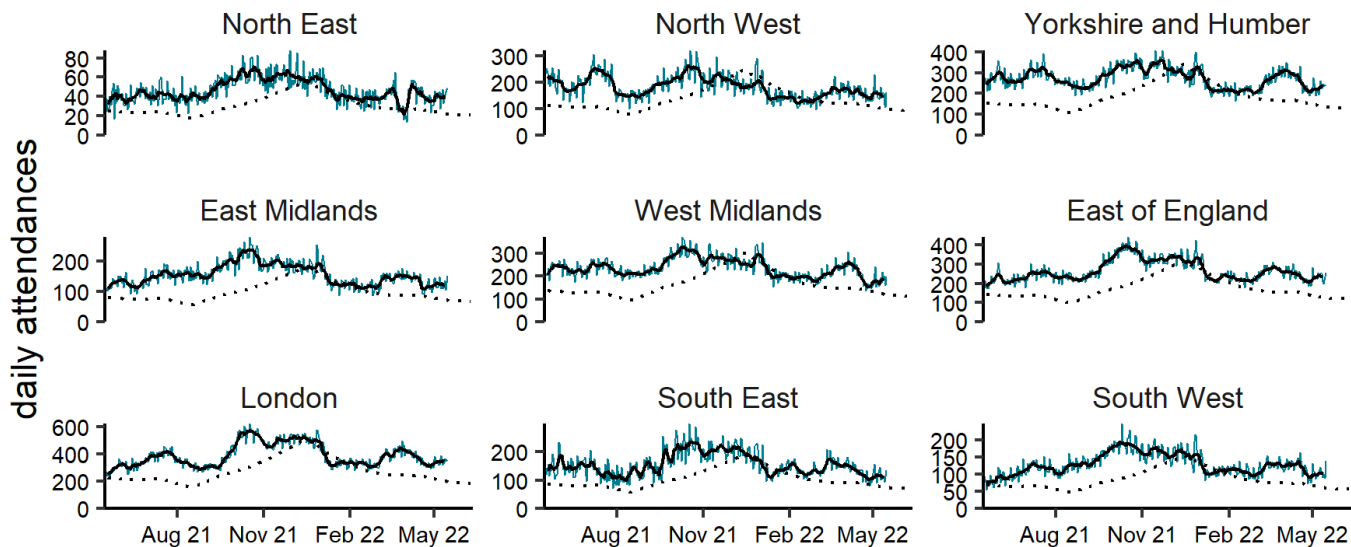 North East
North West
Yorkshire and Humber
80
60
40
20
0
300
200
100
0
400
300
200
100
0
daily attendances
East Midlands
West Midlands
East of England
200
100
0
300
200
100
0
400
300
200
100
0
London
South East
South West
600
400
200
0
200
100
0
200
150
100
50
0
Aug 21 Nov 21 Feb 22 May 22
Aug 21 Nov 21 Feb 22 May 22
Aug 21 Nov 21 Feb 22 May 22